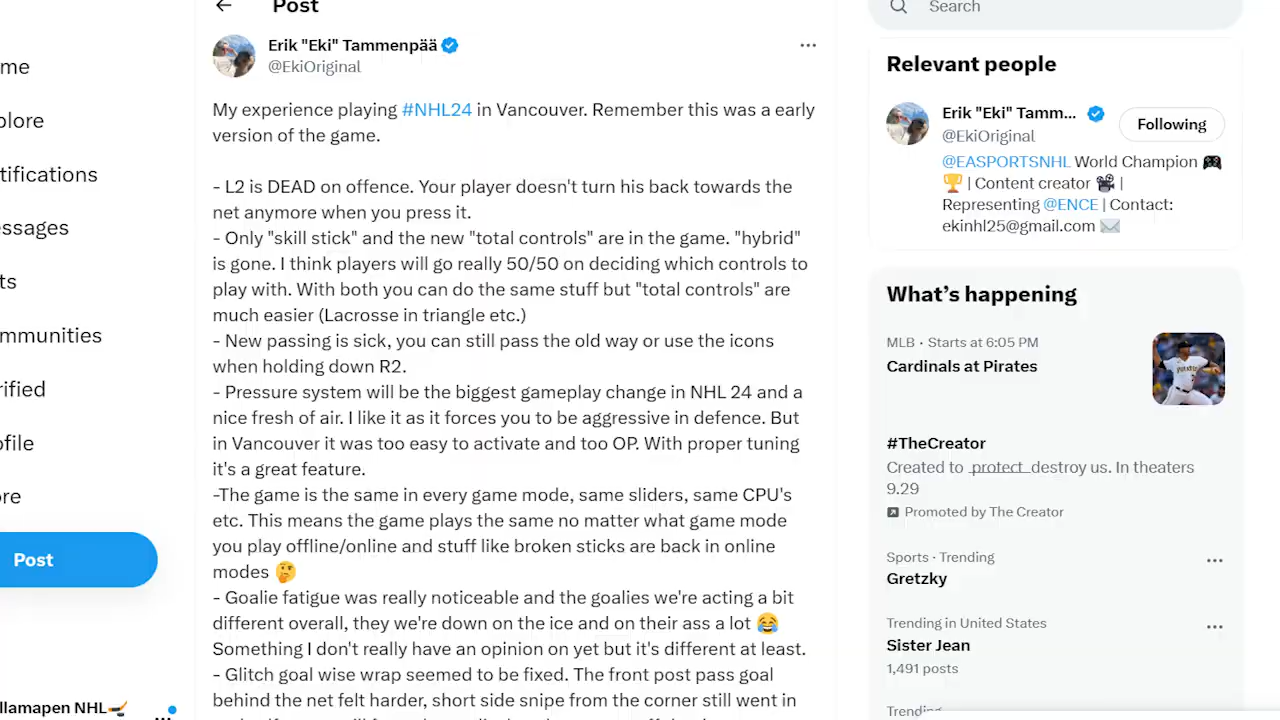 Post
Search
Erik "Eki" Tammenpää
@EkiOriginal
My experience playing #NHL24 in Vancouver. Remember this was a early
version of the game.
- L2 is DEAD on offence. Your player doesn't turn his back towards the
net anymore when you press it.
- Only "skill stick" and the new "total controls" are in the game. "hybrid"
is gone. I think players will go really 50/50 on deciding which controls to
play with. With both you can do the same stuff but "total controls" are
much easier (Lacrosse in triangle etc.)
- New passing is sick, you can still pass the old way or use the icons
when holding down R2.
- Pressure system will be the biggest gameplay change in NHL 24 and a
nice fresh of air. I like it as it forces you to be aggressive in defence. But
in Vancouver it was too easy to activate and too OP. With proper tuning
it's a great feature.
-The game is the same in every game mode, same sliders, same CPU's
etc. This means the game plays the same no matter what game mode
you play offline/online and stuff like broken sticks are back in online
modes 🤔
- Goalie fatigue was really noticeable and the goalies we're acting a bit
different overall, they we're down on the ice and on their ass a lot 😂
Something I don't really have an opinion on yet but it's different at least.
- Glitch goal wise wrap seemed to be fixed. The front post pass goal
behind the net felt harder, short side snipe from the corner still went in
me
plore
tifications
ssages
ts
mmunities
rified
ofile
re
Post
llamapen NHL🏒
Relevant people
Erik "Eki" Tamm...
@EkiOriginal
Following
@EASPORTSNHL World Champion 🎮
🏆 | Content creator 🎥 |
Representing @ENCE | Contact:
ekinhl25@gmail.com ✉️
What's happening
MLB · Starts at 6:05 PM
Cardinals at Pirates
#TheCreator
Created to protect destroy us. In theaters
9.29
Promoted by The Creator
Sports · Trending
Gretzky
Trending in United States
Sister Jean
1,491 posts
Trending